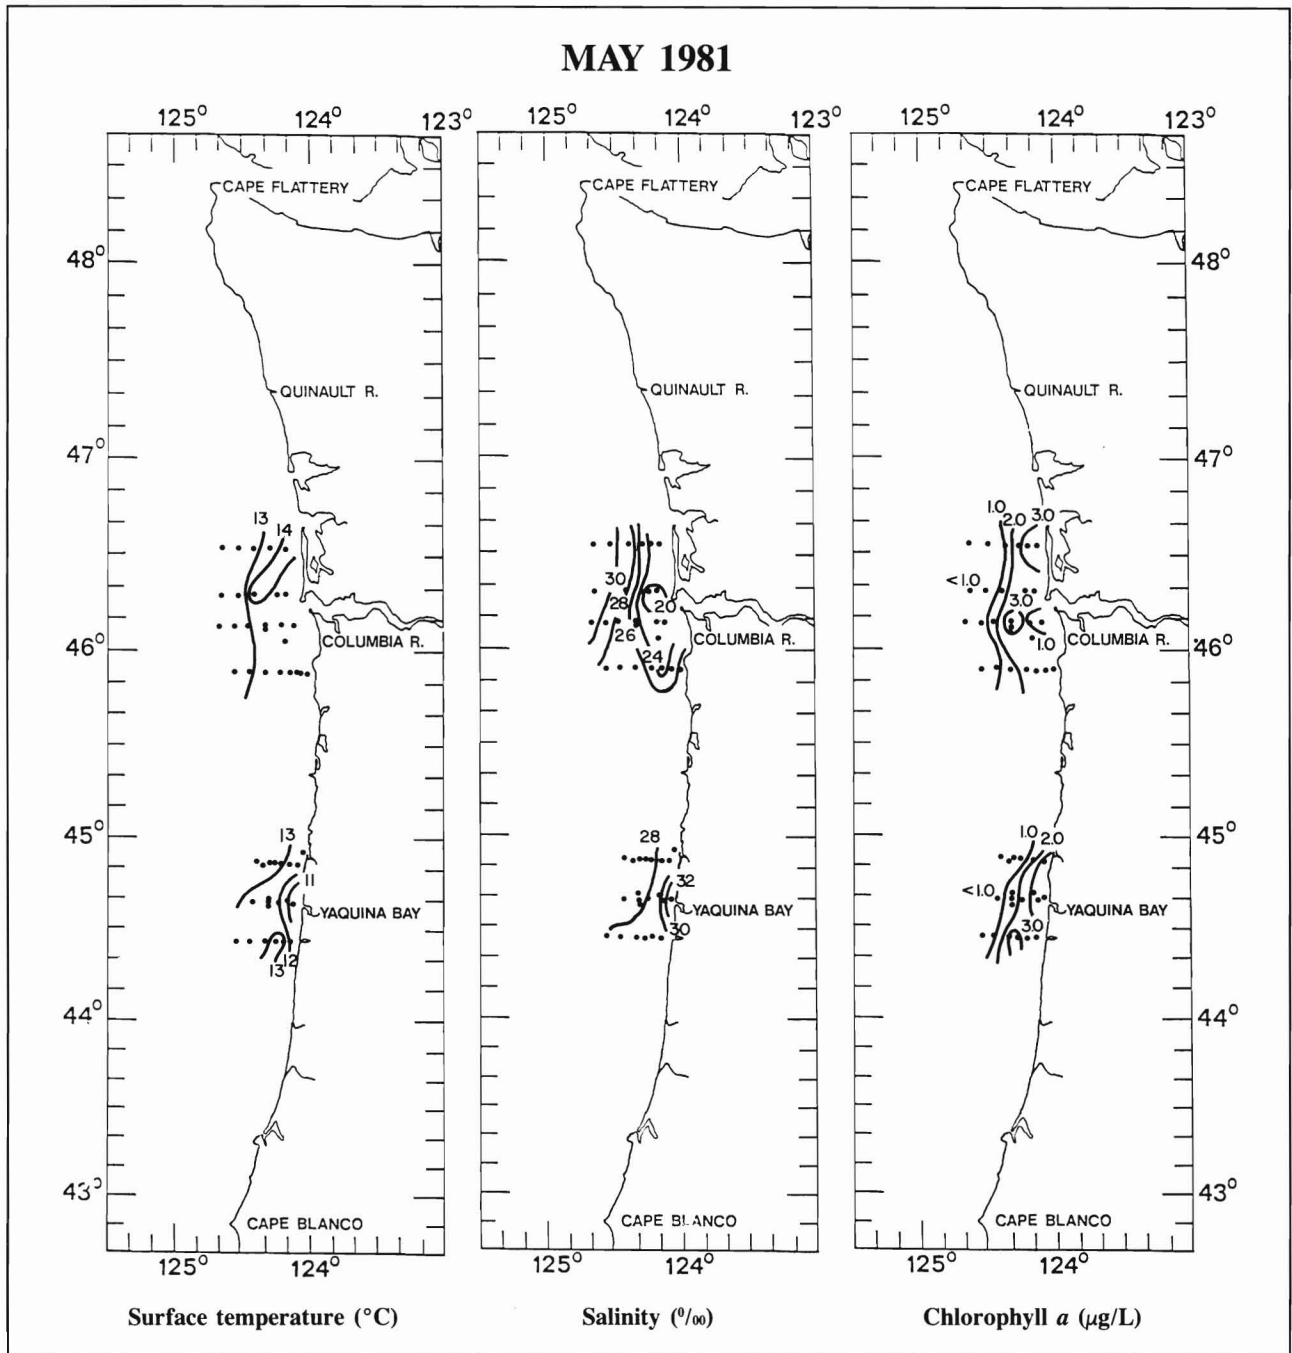 MAY 1981
125° 124° 123° 125° 124° 123° 125° 124° 123°
CAPE FLATTERY CAPE FLATTERY CAPE FLATTERY
48° 48°
QUINAULT R. QUINAULT R. QUINAULT R.
47° 47°
13 14 1.0 2.0 3.0
30 28 20 <1.0 3.0
26 24 1.0
COLUMBIA R. COLUMBIA R. COLUMBIA R.
46° 46°
45° 45°
13 28 1.0 2.0
11 32 <1.0
YAQUINA BAY YAQUINA BAY YAQUINA BAY
12 13 30 3.0
44° 44°
43° 43°
CAPE BLANCO CAPE BLANCO CAPE BLANCO
125° 124° 125° 124° 125° 124°
Surface temperature (°C) Salinity (⁰/₀₀) Chlorophyll a (μg/L)